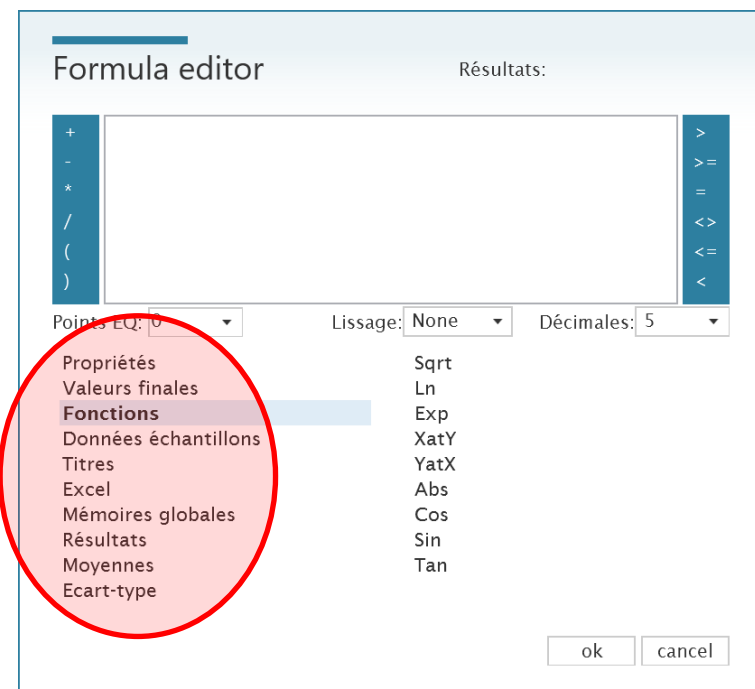 Formula editor
Résultats:
+
-
*
/
(
)
>
>=
=
<>
<=
<
Points EQ: 0
Lissage: None
Décimales: 5
Propriétés
Valeurs finales
Fonctions
Données échantillons
Titres
Excel
Mémoires globales
Résultats
Moyennes
Ecart-type
Sqrt
Ln
Exp
XatY
YatX
Abs
Cos
Sin
Tan
ok
cancel